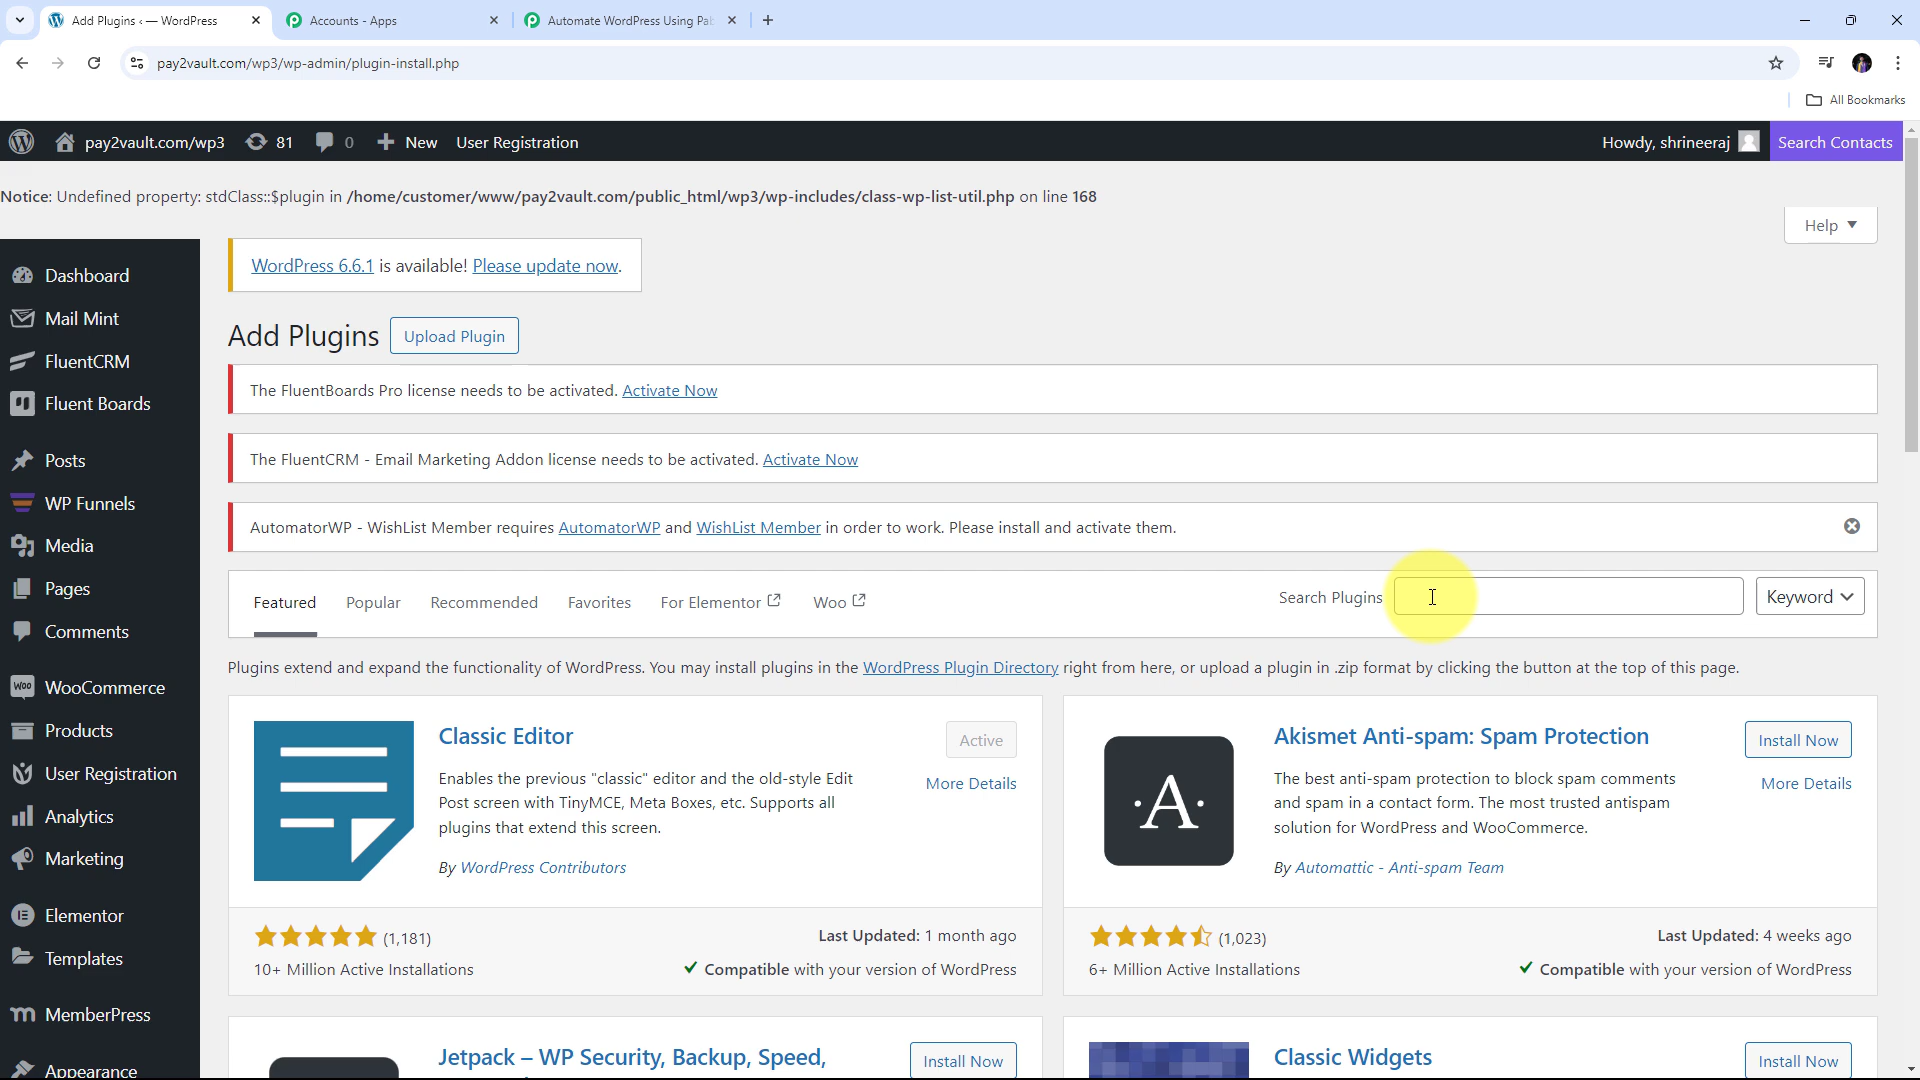 Add Plugins ‹ — WordPress
Accounts - Apps
Automate WordPress Using Pab
pay2vault.com/wp3/wp-admin/plugin-install.php
All Bookmarks
pay2vault.com/wp3
81
0
New
User Registration
Howdy, shrineeraj
Search Contacts
Notice: Undefined property: stdClass::$plugin in /home/customer/www/pay2vault.com/public_html/wp3/wp-includes/class-wp-list-util.php on line 168
Help
Dashboard
Mail Mint
FluentCRM
Fluent Boards
Posts
WP Funnels
Media
Pages
Comments
Woo
WooCommerce
Products
User Registration
Analytics
Marketing
Elementor
Templates
MemberPress
Appearance
WordPress 6.6.1 is available! Please update now.
Add Plugins
Upload Plugin
The FluentBoards Pro license needs to be activated. Activate Now
The FluentCRM - Email Marketing Addon license needs to be activated. Activate Now
AutomatorWP - WishList Member requires AutomatorWP and WishList Member in order to work. Please install and activate them.
Featured
Popular
Recommended
Favorites
For Elementor
Woo
Search Plugins
Keyword
Plugins extend and expand the functionality of WordPress. You may install plugins in the WordPress Plugin Directory right from here, or upload a plugin in .zip format by clicking the button at the top of this page.
Classic Editor
Active
More Details
Enables the previous "classic" editor and the old-style Edit
Post screen with TinyMCE, Meta Boxes, etc. Supports all
plugins that extend this screen.
By WordPress Contributors
(1,181)
Last Updated: 1 month ago
10+ Million Active Installations
Compatible with your version of WordPress
·A·
Akismet Anti-spam: Spam Protection
Install Now
More Details
The best anti-spam protection to block spam comments
and spam in a contact form. The most trusted antispam
solution for WordPress and WooCommerce.
By Automattic - Anti-spam Team
(1,023)
Last Updated: 4 weeks ago
6+ Million Active Installations
Compatible with your version of WordPress
Jetpack – WP Security, Backup, Speed,
Install Now
Classic Widgets
Install Now